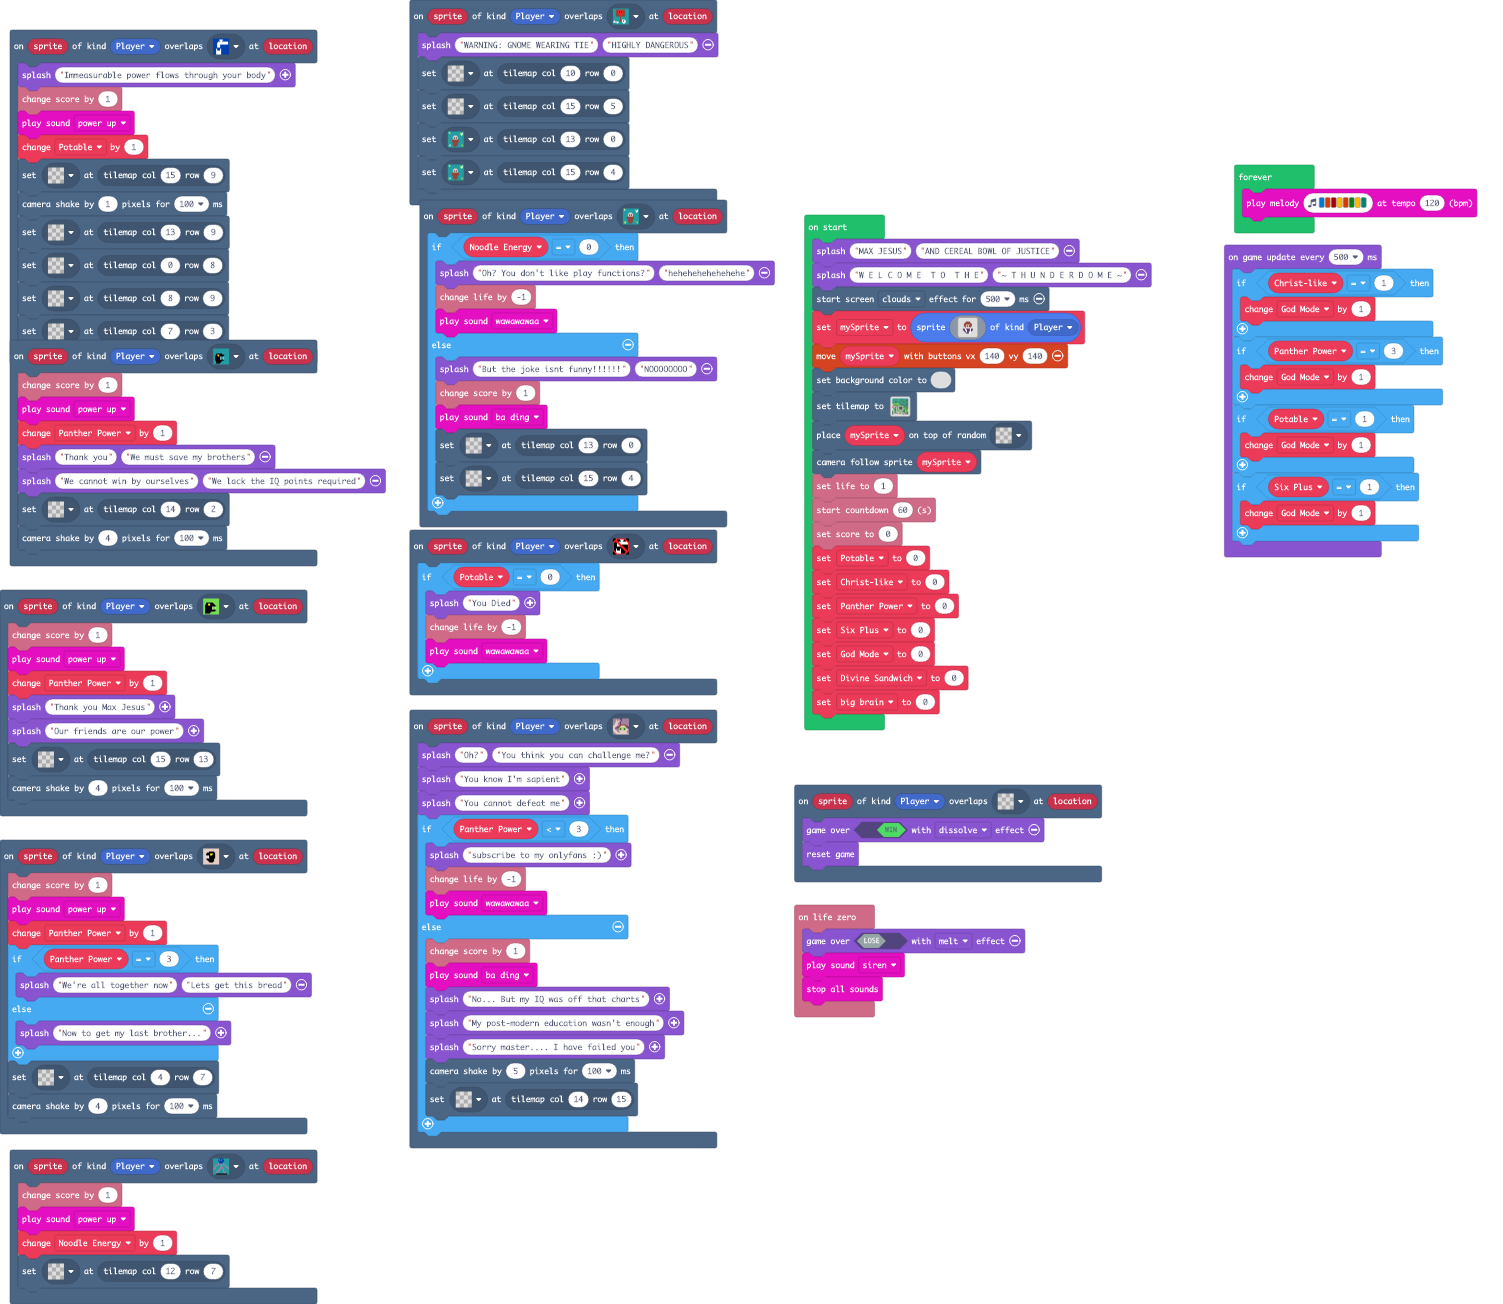 on sprite of kind Player overlaps at location
splash "Immeasurable power flows through your body"
change score by 1
play sound power up
change Potable by 1
set at tilemap col 15 row 9
camera shake by 1 pixels for 100 ms
set at tilemap col 13 row 9
set at tilemap col 0 row 8
set at tilemap col 8 row 9
set at tilemap col 7 row 3
on sprite of kind Player overlaps at location
change score by 1
play sound power up
change Panther Power by 1
splash "Thank you" "We must save my brothers"
splash "We cannot win by ourselves" "We lack the IQ points required"
set at tilemap col 14 row 2
camera shake by 4 pixels for 100 ms
on sprite of kind Player overlaps at location
change score by 1
play sound power up
change Panther Power by 1
splash "Thank you Max Jesus"
splash "Our friends are our power"
set at tilemap col 15 row 13
camera shake by 4 pixels for 100 ms
on sprite of kind Player overlaps at location
change score by 1
play sound power up
change Panther Power by 1
if Panther Power = 3 then
splash "We're all together now" "Lets get this bread"
else
splash "Now to get my last brother..."
set at tilemap col 4 row 7
camera shake by 4 pixels for 100 ms
on sprite of kind Player overlaps at location
change score by 1
play sound power up
change Noodle Energy by 1
set at tilemap col 12 row 7
on sprite of kind Player overlaps at location
splash "WARNING: GNOME WEARING TIE" "HIGHLY DANGEROUS"
set at tilemap col 10 row 0
set at tilemap col 15 row 5
set at tilemap col 13 row 0
set at tilemap col 15 row 4
on sprite of kind Player overlaps at location
if Noodle Energy = 0 then
splash "Oh? You don't like play functions?" "hehehehehehehe"
change life by -1
play sound wawawawaa
else
splash "But the joke isnt funny!!!!!!" "NOOOOOOOO"
change score by 1
play sound ba ding
set at tilemap col 13 row 0
set at tilemap col 15 row 4
on sprite of kind Player overlaps at location
if Potable = 0 then
splash "You Died"
change life by -1
play sound wawawawaa
on sprite of kind Player overlaps at location
splash "Oh?" "You think you can challenge me?"
splash "You know I'm sapient"
splash "You cannot defeat me"
if Panther Power < 3 then
splash "subscribe to my onlyfans :)"
change life by -1
play sound wawawawaa
else
change score by 1
play sound ba ding
splash "No... But my IQ was off that charts"
splash "My post-modern education wasn't enough"
splash "Sorry master.... I have failed you"
camera shake by 5 pixels for 100 ms
set at tilemap col 14 row 15
on start
splash "MAX JESUS" "AND CEREAL BOWL OF JUSTICE"
splash "W E L C O M E  T O  T H E" "~ T H U N D E R D O M E ~"
start screen clouds effect for 500 ms
set mySprite to sprite of kind Player
move mySprite with buttons vx 140 vy 140
set background color to
set tilemap to
place mySprite on top of random
camera follow sprite mySprite
set life to 1
start countdown 60 (s)
set score to 0
set Potable to 0
set Christ-like to 0
set Panther Power to 0
set Six Plus to 0
set God Mode to 0
set Divine Sandwich to 0
set big brain to 0
on sprite of kind Player overlaps at location
game over WIN with dissolve effect
reset game
on life zero
game over LOSE with melt effect
play sound siren
stop all sounds
forever
play melody at tempo 120 (bpm)
on game update every 500 ms
if Christ-like = 1 then
change God Mode by 1
if Panther Power = 3 then
change God Mode by 1
if Potable = 1 then
change God Mode by 1
if Six Plus = 1 then
change God Mode by 1